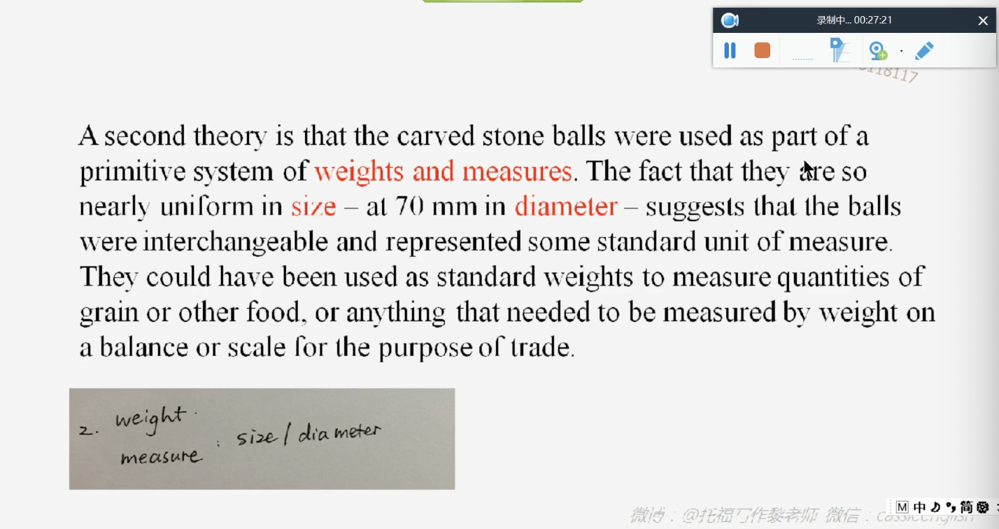 录制中... 00:27:21
118117
A second theory is that the carved stone balls were used as part of a
primitive system of weights and measures. The fact that they are so
nearly uniform in size – at 70 mm in diameter – suggests that the balls
were interchangeable and represented some standard unit of measure.
They could have been used as standard weights to measure quantities of
grain or other food, or anything that needed to be measured by weight on
a balance or scale for the purpose of trade.
weight
2. : size / diameter
measure
微博：@托福写作黎老师 微信：
M 中 简